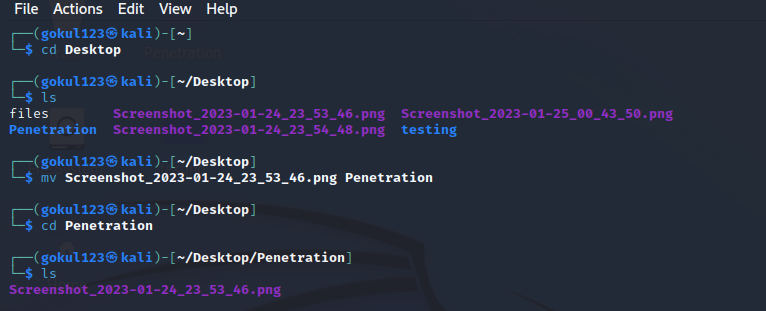 File Actions Edit View Help
┌──(gokul123㉿kali)-[~]
└─$ cd Desktop
┌──(gokul123㉿kali)-[~/Desktop]
└─$ ls
files Screenshot_2023-01-24_23_53_46.png Screenshot_2023-01-25_00_43_50.png
Penetration Screenshot_2023-01-24_23_54_48.png testing
┌──(gokul123㉿kali)-[~/Desktop]
└─$ mv Screenshot_2023-01-24_23_53_46.png Penetration
┌──(gokul123㉿kali)-[~/Desktop]
└─$ cd Penetration
┌──(gokul123㉿kali)-[~/Desktop/Penetration]
└─$ ls
Screenshot_2023-01-24_23_53_46.png